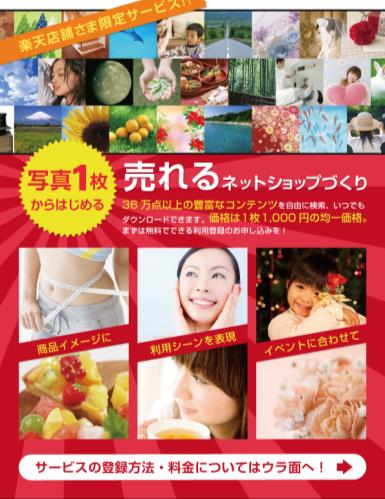 楽天店舗さま限定サービス!!
写真1枚
からはじめる
売れるネットショップづくり
36万点以上の豊富なコンテンツを自由に検索、いつでも
ダウンロードできます。価格は1枚1,000円の均一価格。
まずは無料でできる利用登録のお申し込みを!
商品イメージに
利用シーンを表現
イベントに合わせて
サービスの登録方法・料金についてはウラ面へ!